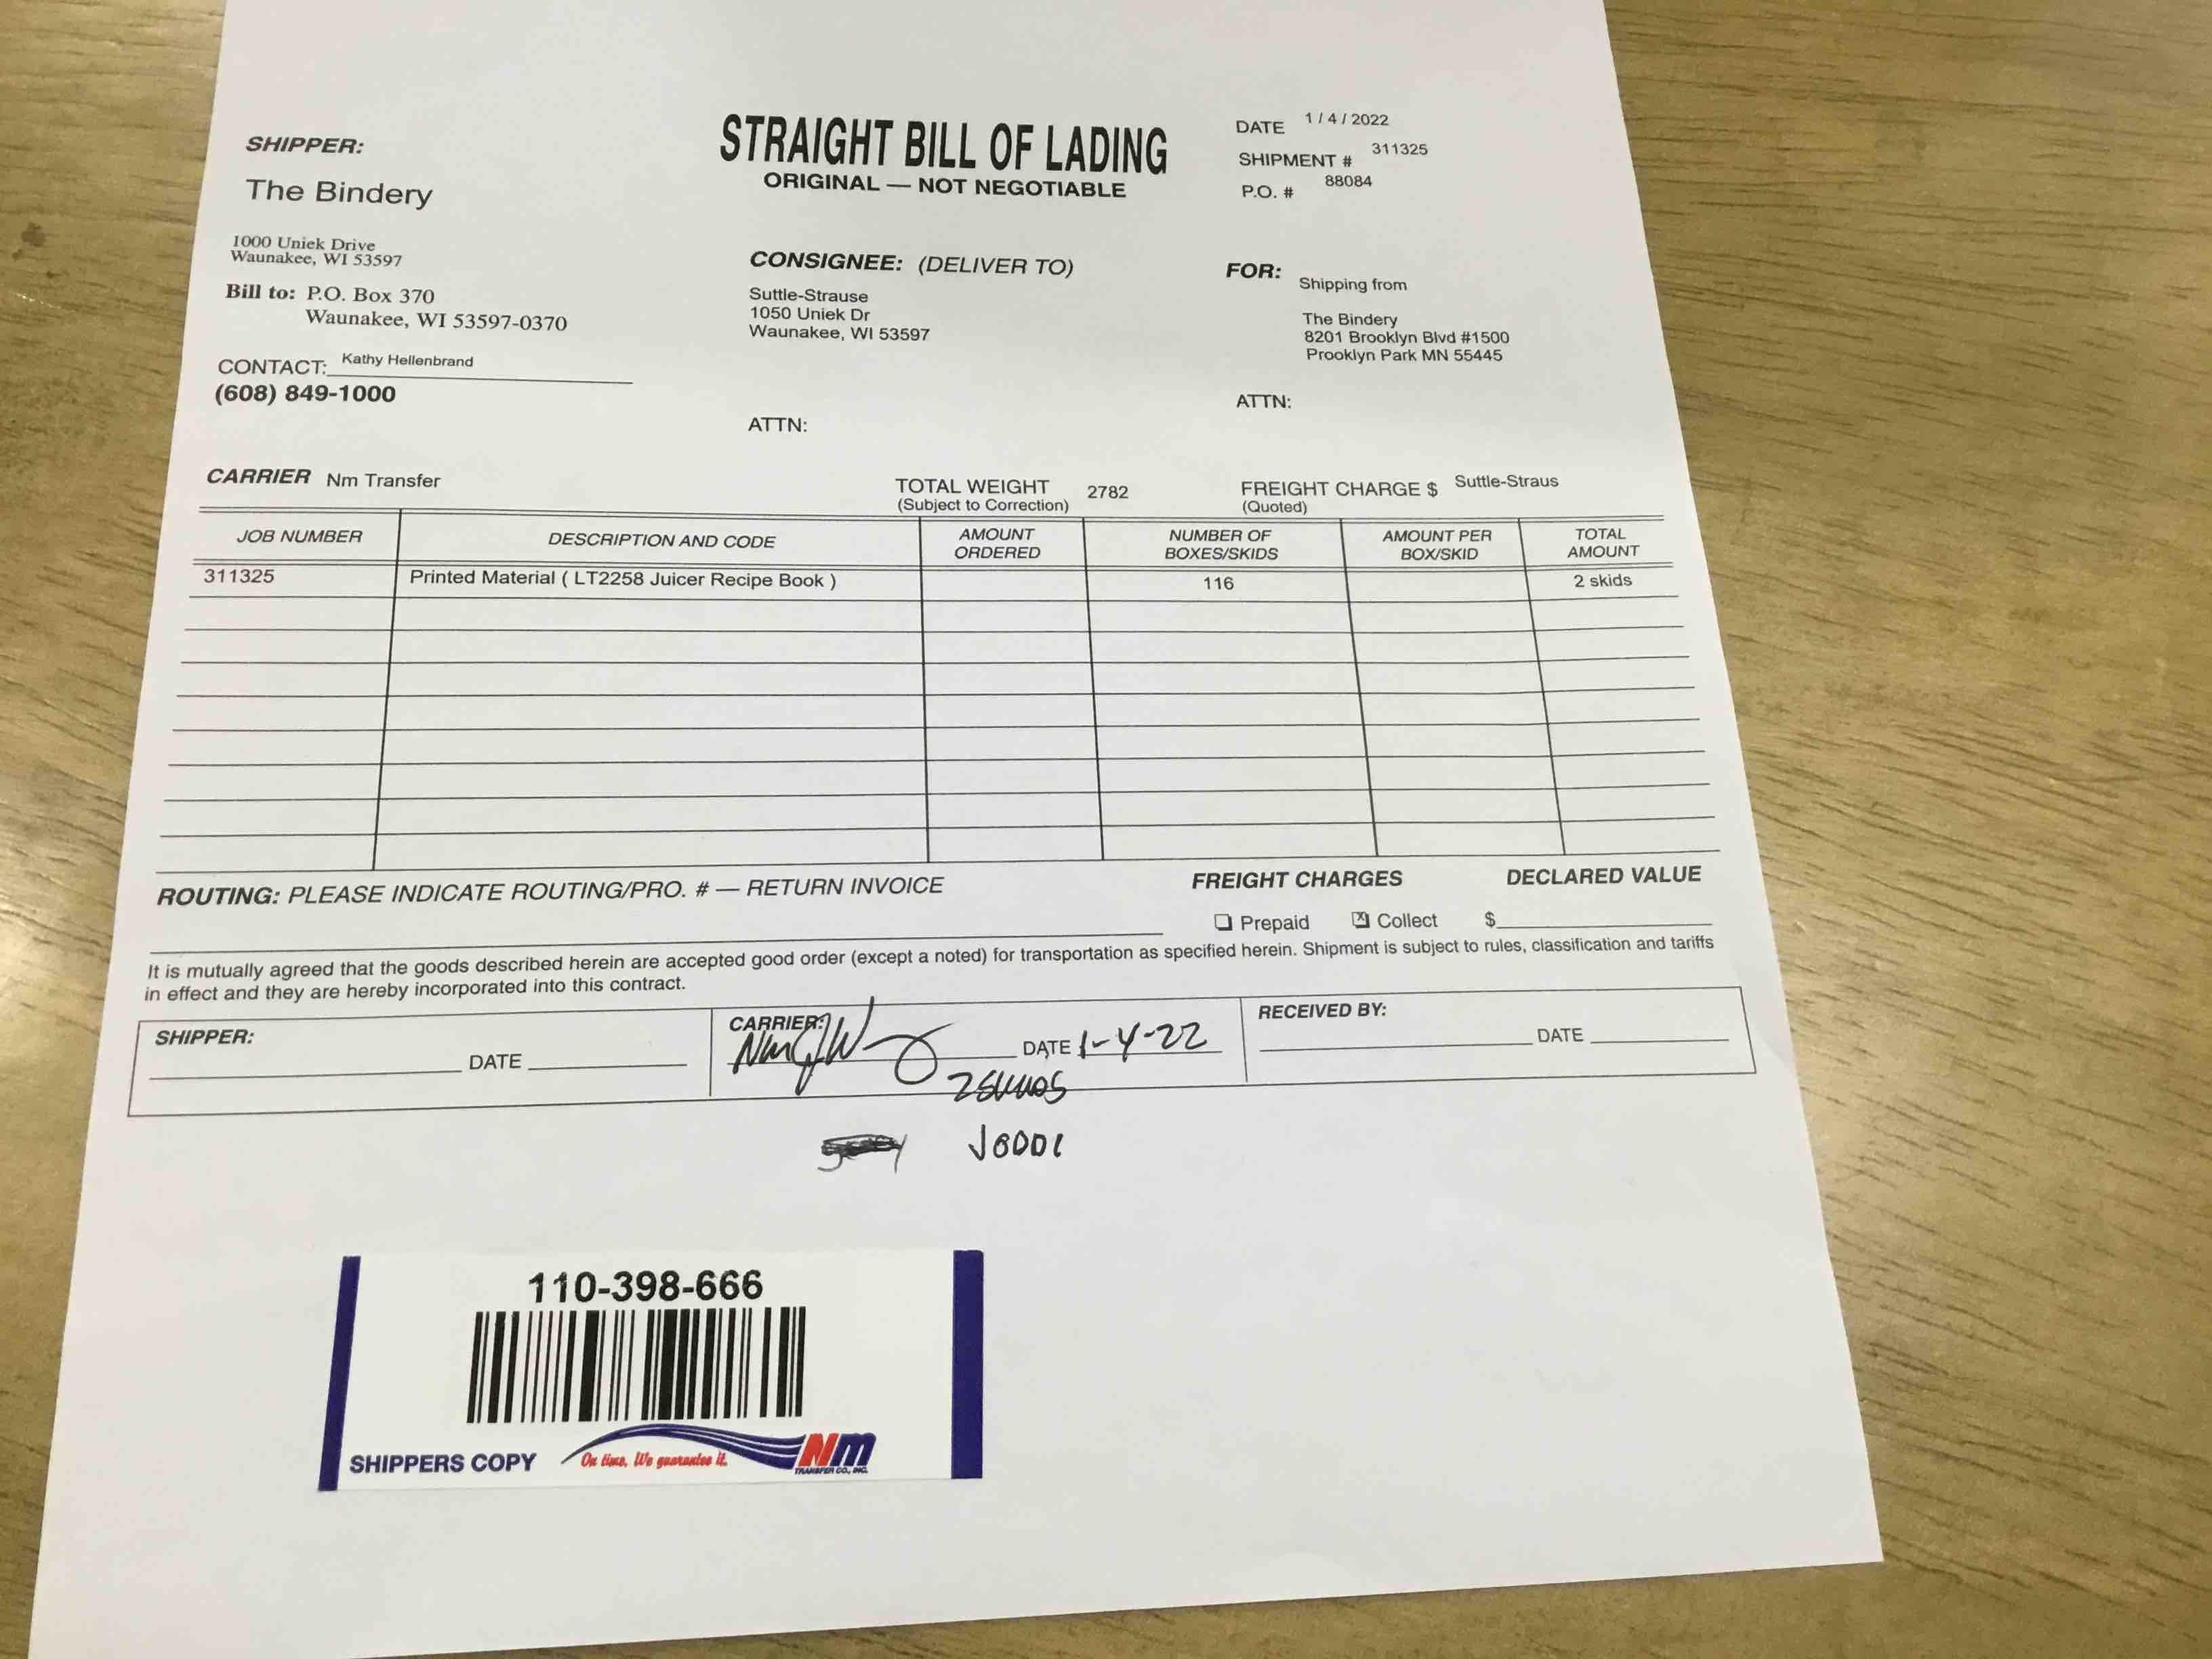 STRAIGHT BILL OF LADING
ORIGINAL — NOT NEGOTIABLE
DATE 1 / 4 / 2022
SHIPMENT # 311325
P.O. # 88084
SHIPPER:
The Bindery
1000 Uniek Drive
Waunakee, WI 53597
Bill to: P.O. Box 370
Waunakee, WI 53597-0370
CONTACT: Kathy Hellenbrand
(608) 849-1000
CONSIGNEE: (DELIVER TO)
Suttle-Strause
1050 Uniek Dr
Waunakee, WI 53597
ATTN:
FOR: Shipping from
The Bindery
8201 Brooklyn Blvd #1500
Prooklyn Park MN 55445
ATTN:
CARRIER Nm Transfer
TOTAL WEIGHT 2782
(Subject to Correction)
FREIGHT CHARGE $ Suttle-Straus
(Quoted)
JOB NUMBER
DESCRIPTION AND CODE
AMOUNT
ORDERED
NUMBER OF
BOXES/SKIDS
AMOUNT PER
BOX/SKID
TOTAL
AMOUNT
311325 Printed Material ( LT2258 Juicer Recipe Book ) 116 2 skids
ROUTING: PLEASE INDICATE ROUTING/PRO. # — RETURN INVOICE
FREIGHT CHARGES
Prepaid Collect
DECLARED VALUE
$
It is mutually agreed that the goods described herein are accepted good order (except a noted) for transportation as specified herein. Shipment is subject to rules, classification and tariffs
in effect and they are hereby incorporated into this contract.
SHIPPER:
DATE
CARRIER:
DATE 1-4-22
RECEIVED BY:
DATE
110-398-666
SHIPPERS COPY
On time. We guarantee it.
NM
TRANSFER CO., INC.